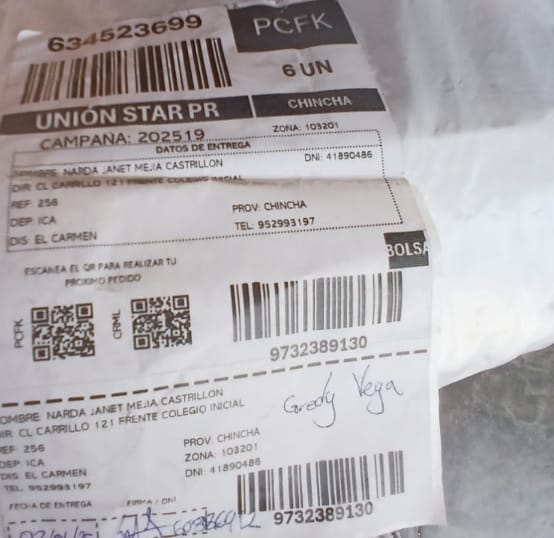 634523699
PCFK
6 UN
UNIÓN STAR PR
CHINCHA
CAMPAÑA: 202519
ZONA: 103201
DATOS DE ENTREGA
NOMBRE NARDA JANET MEJIA CASTRILLON
DNI: 41890486
DIR CL CARRILLO 121 FRENTE COLEGIO INICIAL
REF: 256
DEP ICA
PROV: CHINCHA
DIS EL CARMEN
TEL: 952993197
BOLSA
ESCANEA EL QR PARA REALIZAR TU
PROXIMO PEDIDO
PCFK
CRML
9732389130
NOMBRE NARDA JANET MEJIA CASTRILLON
DIR: CL CARRILLO 121 FRENTE COLEGIO INICIAL
Gredy Vega
REF: 256
PROV: CHINCHA
DEP: ICA
ZONA: 103201
DIS: EL CARMEN
DNI: 41890486
TEL. 952993197
FECHA DE ENTREGA
FIRMA / DNI
9732389130